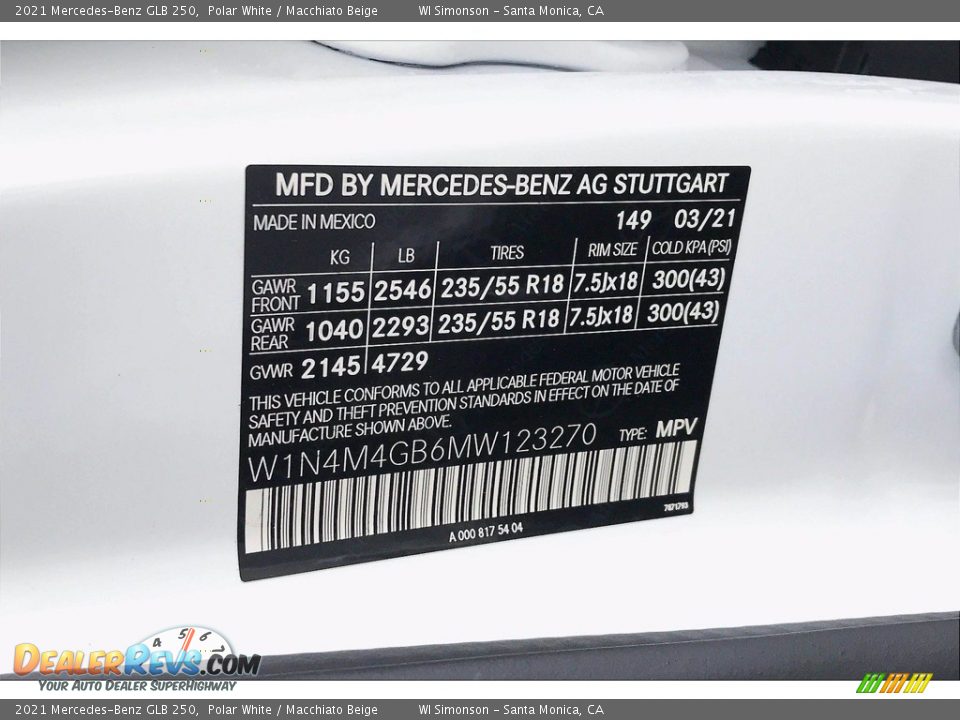 2021 Mercedes-Benz GLB 250, Polar White / Macchiato Beige WI Simonson - Santa Monica, CA
MFD BY MERCEDES-BENZ AG STUTTGART
MADE IN MEXICO 149 03/21
KG LB TIRES RIM SIZE COLD KPA (PSI)
GAWR FRONT 1155 2546 235/55 R18 7.5Jx18 300(43)
GAWR REAR 1040 2293 235/55 R18 7.5Jx18 300(43)
GVWR 2145 4729
THIS VEHICLE CONFORMS TO ALL APPLICABLE FEDERAL MOTOR VEHICLE
SAFETY AND THEFT PREVENTION STANDARDS IN EFFECT ON THE DATE OF
MANUFACTURE SHOWN ABOVE.
W1N4M4GB6MW123270 TYPE: MPV
7671793
A 000 817 54 04
4 5 6 7
DealerRevs.com
Your Auto Dealer SuperHighway
2021 Mercedes-Benz GLB 250, Polar White / Macchiato Beige WI Simonson - Santa Monica, CA